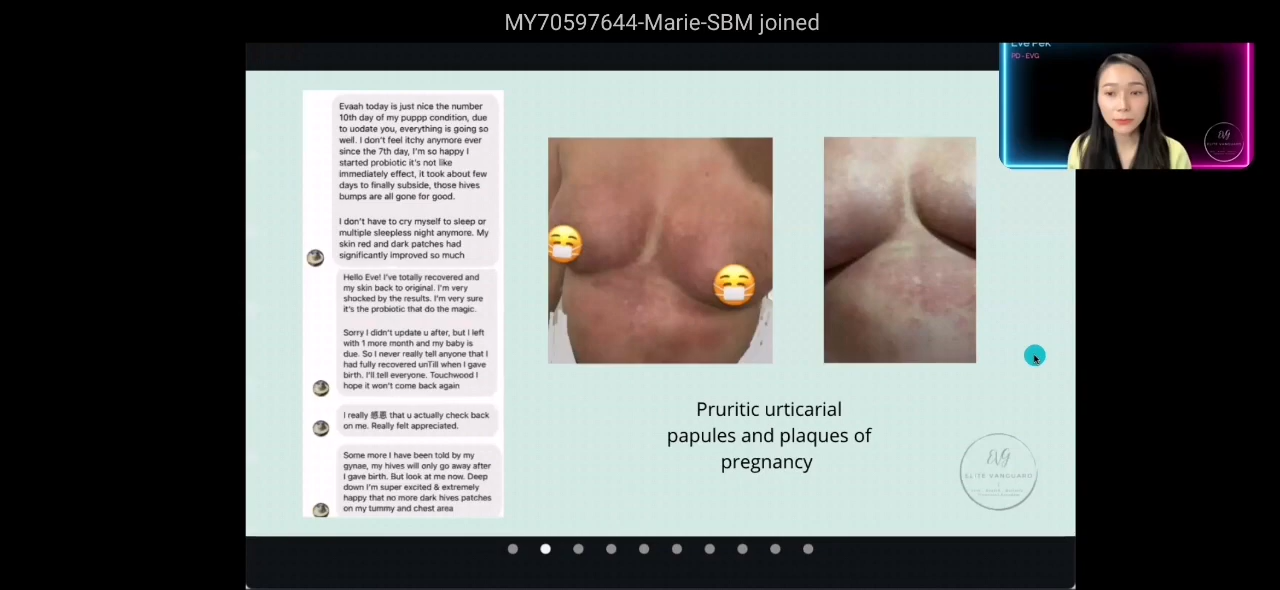 MY70597644-Marie-SBM joined
PD - EVG
Evaah today is just nice the number
10th day of my puppp condition, due
to uodate you, everything is going so
well. I don't feel itchy anymore ever
since the 7th day, I'm so happy I
started probiotic it's not like
immediately effect, it took about few
days to finally subside, those hives
bumps are all gone for good.
I don't have to cry myself to sleep or
multiple sleepless night anymore. My
skin red and dark patches had
significantly improved so much
Hello Eve! I've totally recovered and
my skin back to original. I'm very
shocked by the results. I'm very sure
it's the probiotic that do the magic.
Sorry I didn't update u after, but I left
with 1 more month and my baby is
due. So I never really tell anyone that I
had fully recovered unTill when I gave
birth. I'll tell everyone. Touchwood I
hope it won't come back again
I really 感恩 that u actually check back
on me. Really felt appreciated.
Some more I have been told by my
gynae, my hives will only go away after
I gave birth. But look at me now. Deep
down I'm super excited & extremely
happy that no more dark hives patches
on my tummy and chest area
Pruritic urticarial
papules and plaques of
pregnancy
EVG
ELITE VANGUARD
EVG
ELITE VANGUARD